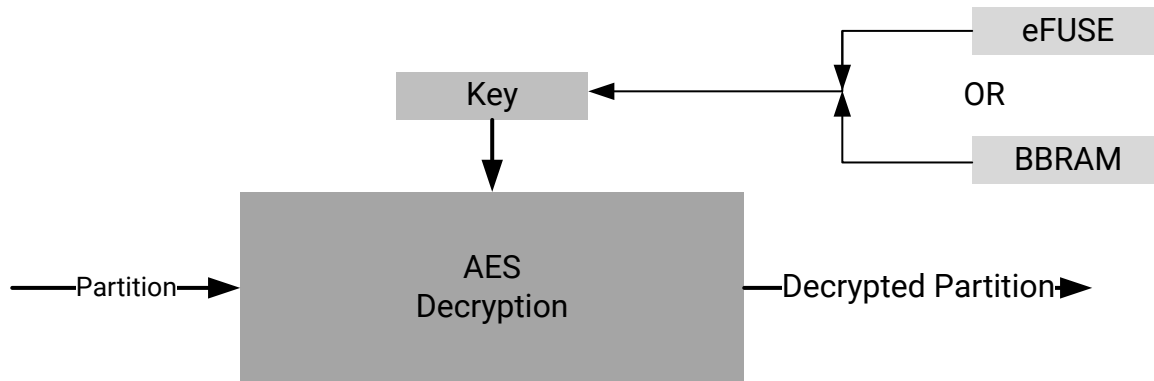 eFUSE
Key
OR
BBRAM
AES
Decryption
Partition
Decrypted Partition